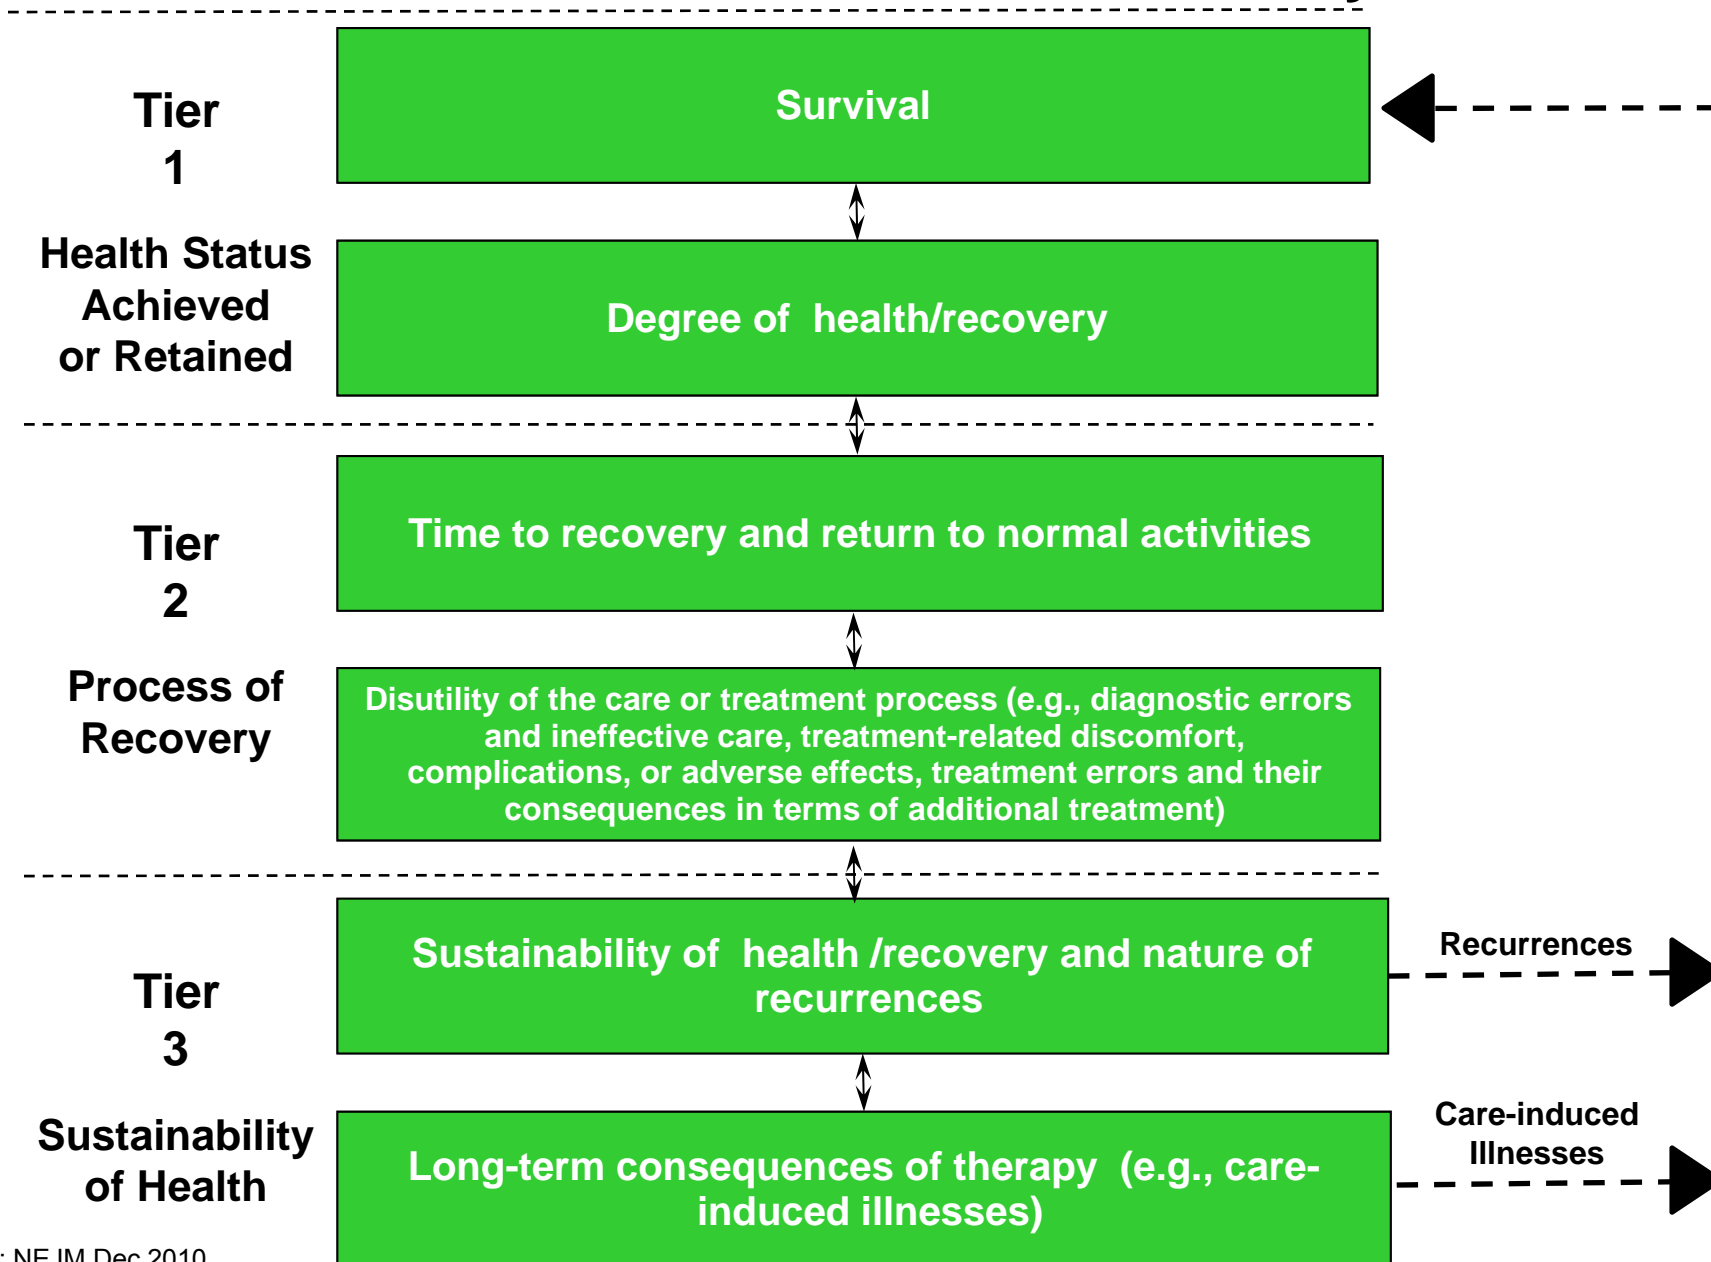 Tier
1
Health Status
Achieved
or Retained
Survival
Degree of health/recovery
Tier
2
Process of
Recovery
Time to recovery and return to normal activities
Disutility of the care or treatment process (e.g., diagnostic errors
and ineffective care, treatment-related discomfort,
complications, or adverse effects, treatment errors and their
consequences in terms of additional treatment)
Tier
3
Sustainability
of Health
Sustainability of health /recovery and nature of
recurrences
Recurrences
Long-term consequences of therapy (e.g., care-
induced illnesses)
Care-induced
Illnesses
: NEJM Dec 2010